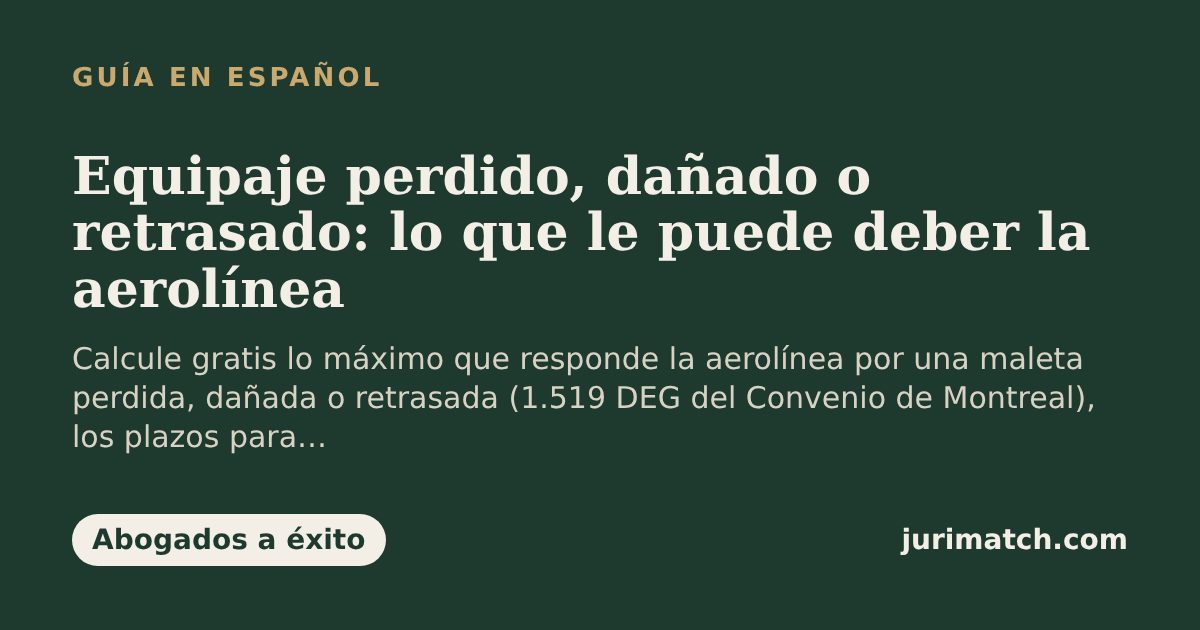 GUÍA EN ESPAÑOL
Equipaje perdido, dañado o
retrasado: lo que le puede deber la
aerolínea
Calcule gratis lo máximo que responde la aerolínea por una maleta
perdida, dañada o retrasada (1.519 DEG del Convenio de Montreal),
los plazos para…
Abogados a éxito
jurimatch.com